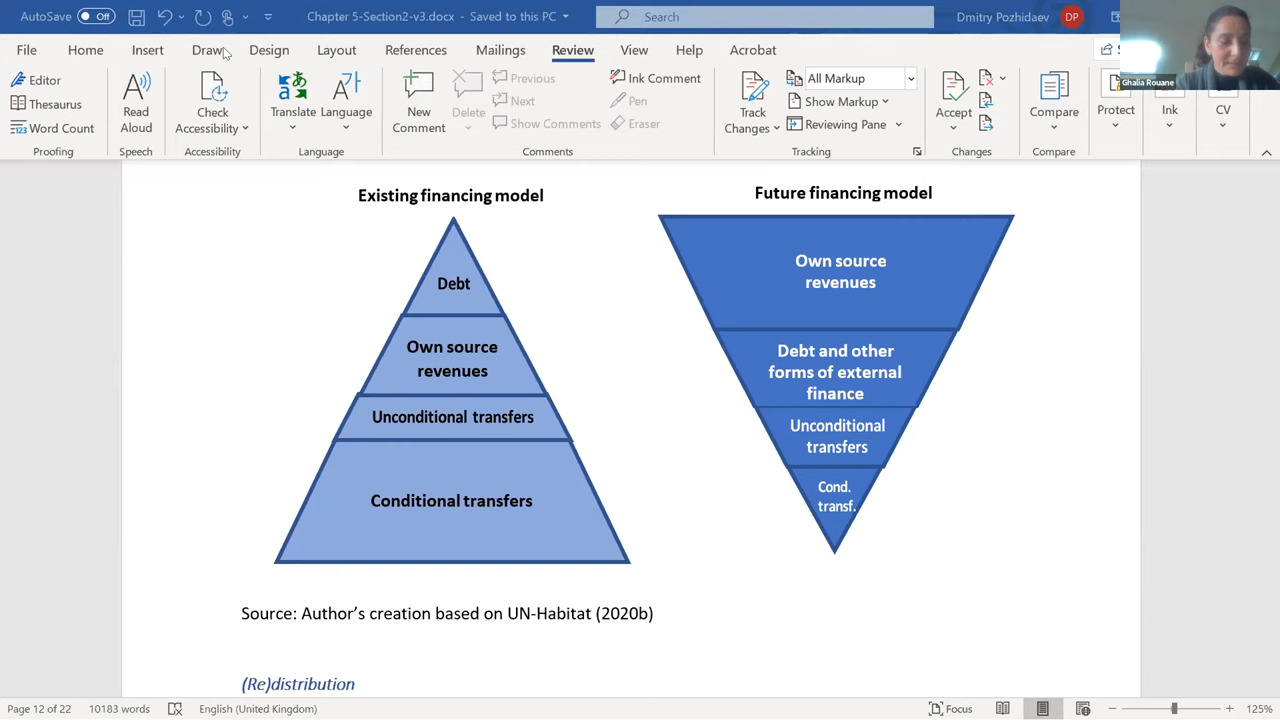 AutoSave Off Chapter 5-Section2-v3.docx - Saved to this PC Search Dmitry Pozhidaev DP
File Home Insert Draw Design Layout References Mailings Review View Help Acrobat
Ghalia Rouane
Editor
Thesaurus
Word Count
Proofing
Read
Aloud
Speech
Check
Accessibility
Accessibility
Translate
Language
Language
New
Comment
Delete
Previous
Next
Show Comments
Comments
Ink Comment
Pen
Eraser
Track
Changes
All Markup
Show Markup
Reviewing Pane
Tracking
Accept
Changes
Compare
Compare
Protect
Ink
CV
Existing financing model
Debt
Own source
revenues
Unconditional transfers
Conditional transfers
Future financing model
Own source
revenues
Debt and other
forms of external
finance
Unconditional
transfers
Cond.
transf.
Source: Author’s creation based on UN-Habitat (2020b)
(Re)distribution
Page 12 of 22 10183 words English (United Kingdom) Focus 125%